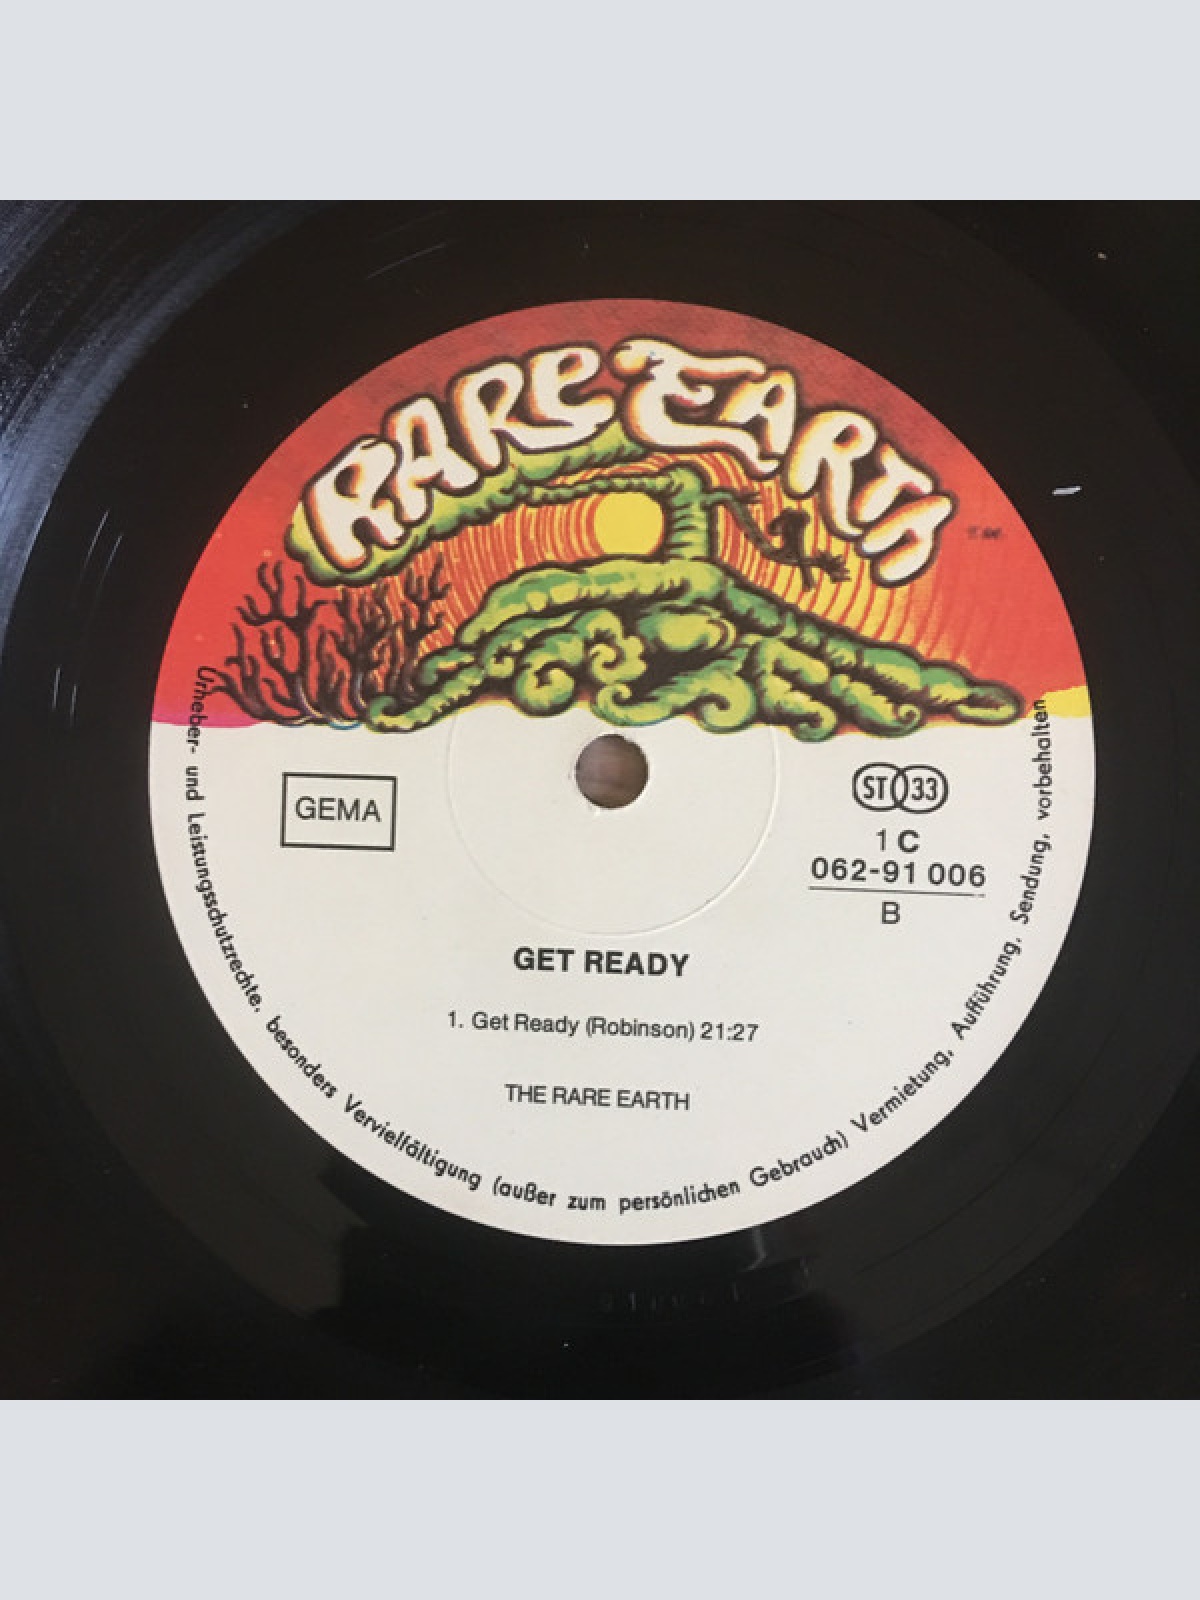 RARE EARTH
T.M.
GEMA
ST 33
1 C
062-91 006
B
GET READY
1. Get Ready (Robinson) 21:27
THE RARE EARTH
Urheber- und Leistungsschutzrechte, besonders Vervielfältigung (außer zum persönlichen Gebrauch) Vermietung, Aufführung, Sendung, vorbehalten